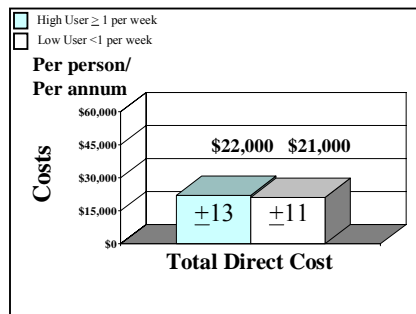 High User ≥ 1 per week
Low User <1 per week
Per person/
Per annum
$60,000
$45,000
$30,000
$15,000
$0
Costs
$22,000 $21,000
±13 ±11
Total Direct Cost